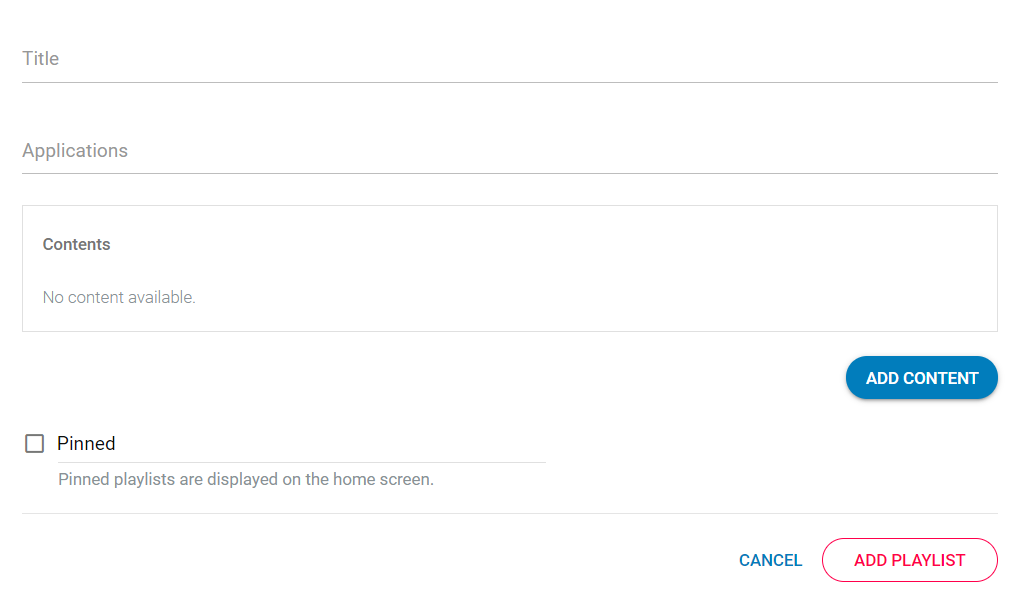 Title
Applications
Contents
No content available.
ADD CONTENT
Pinned
Pinned playlists are displayed on the home screen.
CANCEL
ADD PLAYLIST